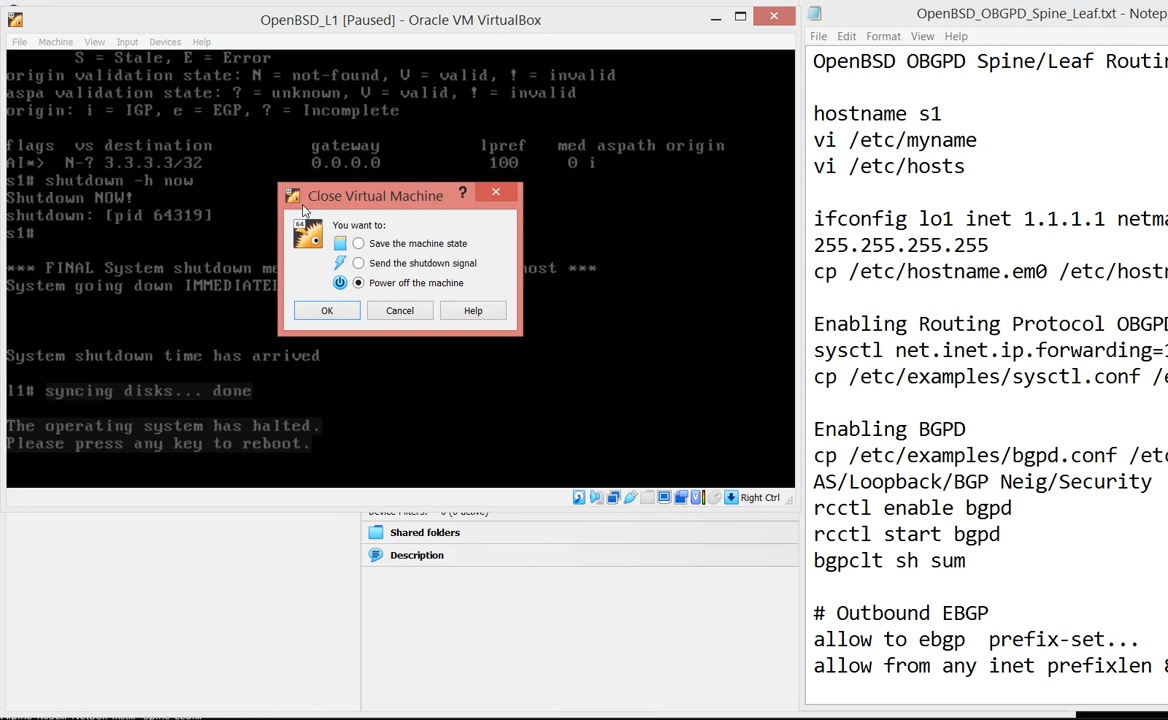 OpenBSD_L1 [Paused] - Oracle VM VirtualBox
File Machine View Input Devices Help
S = Stale, E = Error
origin validation state: N = not-found, V = valid, ! = invalid
aspa validation state: ? = unknown, V = valid, ! = invalid
origin: i = IGP, e = EGP, ? = Incomplete
flags vs destination gateway lpref med aspath origin
AI*> N-? 3.3.3.3/32 0.0.0.0 100 0 i
s1# shutdown -h now
Shutdown NOW!
shutdown: [pid 64319]
s1#
*** FINAL System shutdown me
ost ***
System going down IMMEDIATEL
System shutdown time has arrived
l1# syncing disks... done
The operating system has halted.
Please press any key to reboot.
Right Ctrl
Close Virtual Machine ?
64
You want to:
Save the machine state
Send the shutdown signal
Power off the machine
OK Cancel Help
Shared folders
Description
OpenBSD_OBGPD_Spine_Leaf.txt - Notep
File Edit Format View Help
OpenBSD OBGPD Spine/Leaf Routin
hostname s1
vi /etc/myname
vi /etc/hosts
ifconfig lo1 inet 1.1.1.1 netma
255.255.255.255
cp /etc/hostname.em0 /etc/hostn
Enabling Routing Protocol OBGPD
sysctl net.inet.ip.forwarding=1
cp /etc/examples/sysctl.conf /e
Enabling BGPD
cp /etc/examples/bgpd.conf /etc
AS/Loopback/BGP Neig/Security
rcctl enable bgpd
rcctl start bgpd
bgpclt sh sum
# Outbound EBGP
allow to ebgp prefix-set...
allow from any inet prefixlen 8